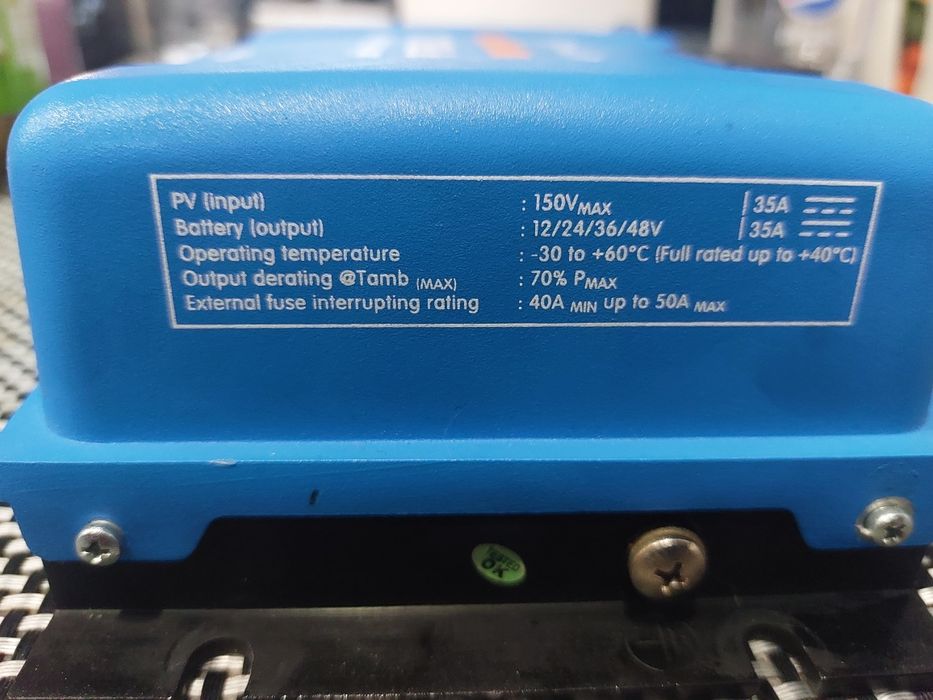 PV (input) : 150VMAX | 35A
Battery (output) : 12/24/36/48V | 35A
Operating temperature : -30 to +60°C (Full rated up to +40°C)
Output derating @Tamb (MAX) : 70% PMAX
External fuse interrupting rating : 40A MIN up to 50A MAX
OK